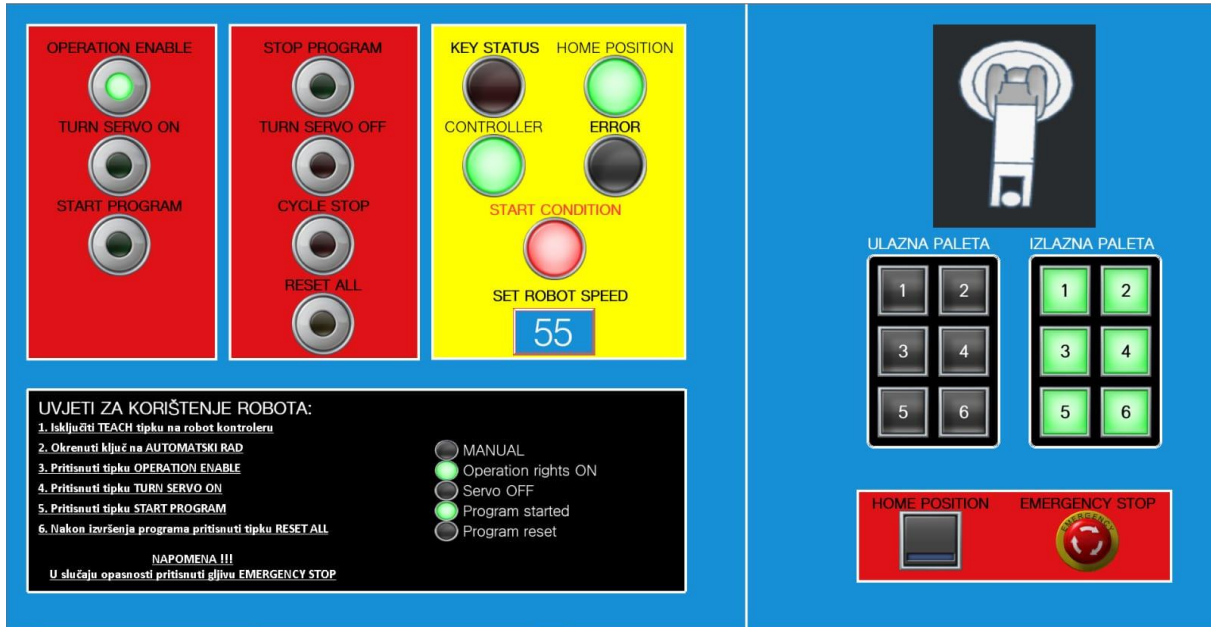 OPERATION ENABLE
TURN SERVO ON
START PROGRAM
STOP PROGRAM
TURN SERVO OFF
CYCLE STOP
RESET ALL
KEY STATUS HOME POSITION
CONTROLLER ERROR
START CONDITION
SET ROBOT SPEED
55
UVJETI ZA KORIŠTENJE ROBOTA:
1. Isključiti TEACH tipku na robot kontroleru
2. Okrenuti ključ na AUTOMATSKI RAD
3. Pritisnuti tipku OPERATION ENABLE
4. Pritisnuti tipku TURN SERVO ON
5. Pritisnuti tipku START PROGRAM
6. Nakon izvršenja programa pritisnuti tipku RESET ALL
NAPOMENA !!!
U slučaju opasnosti pritisnuti gljivu EMERGENCY STOP
MANUAL
Operation rights ON
Servo OFF
Program started
Program reset
ULAZNA PALETA
1 2
3 4
5 6
IZLAZNA PALETA
1 2
3 4
5 6
HOME POSITION EMERGENCY STOP
EMERGENCY